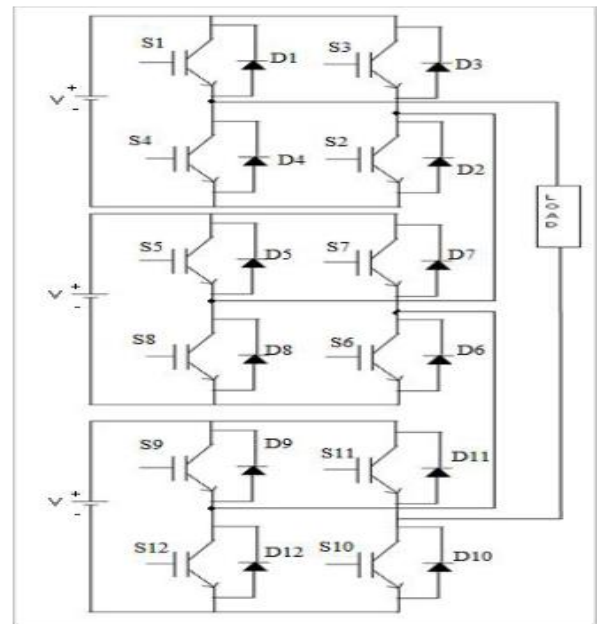 S1 D1 S3 D3
V + -
S4 D4 S2 D2
LOAD
S5 D5 S7 D7
V + -
S8 D8 S6 D6
S9 D9 S11 D11
V + -
S12 D12 S10 D10